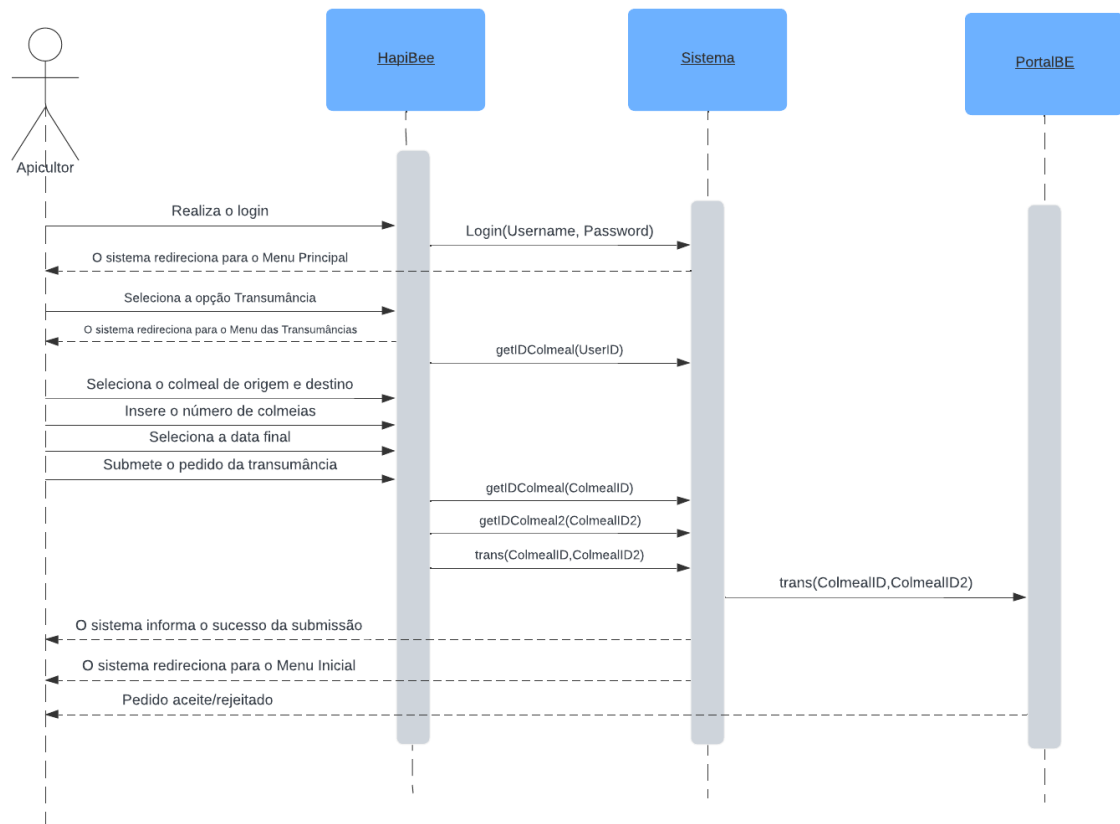 HapiBee
Sistema
PortalBE
Apicultor
Realiza o login
Login(Username, Password)
O sistema redireciona para o Menu Principal
Seleciona a opção Transumância
O sistema redireciona para o Menu das Transumâncias
getIDColmeal(UserID)
Seleciona o colmeal de origem e destino
Insere o número de colmeias
Seleciona a data final
Submete o pedido da transumância
getIDColmeal(ColmealID)
getIDColmeal2(ColmealID2)
trans(ColmealID,ColmealID2)
trans(ColmealID,ColmealID2)
O sistema informa o sucesso da submissão
O sistema redireciona para o Menu Inicial
Pedido aceite/rejeitado